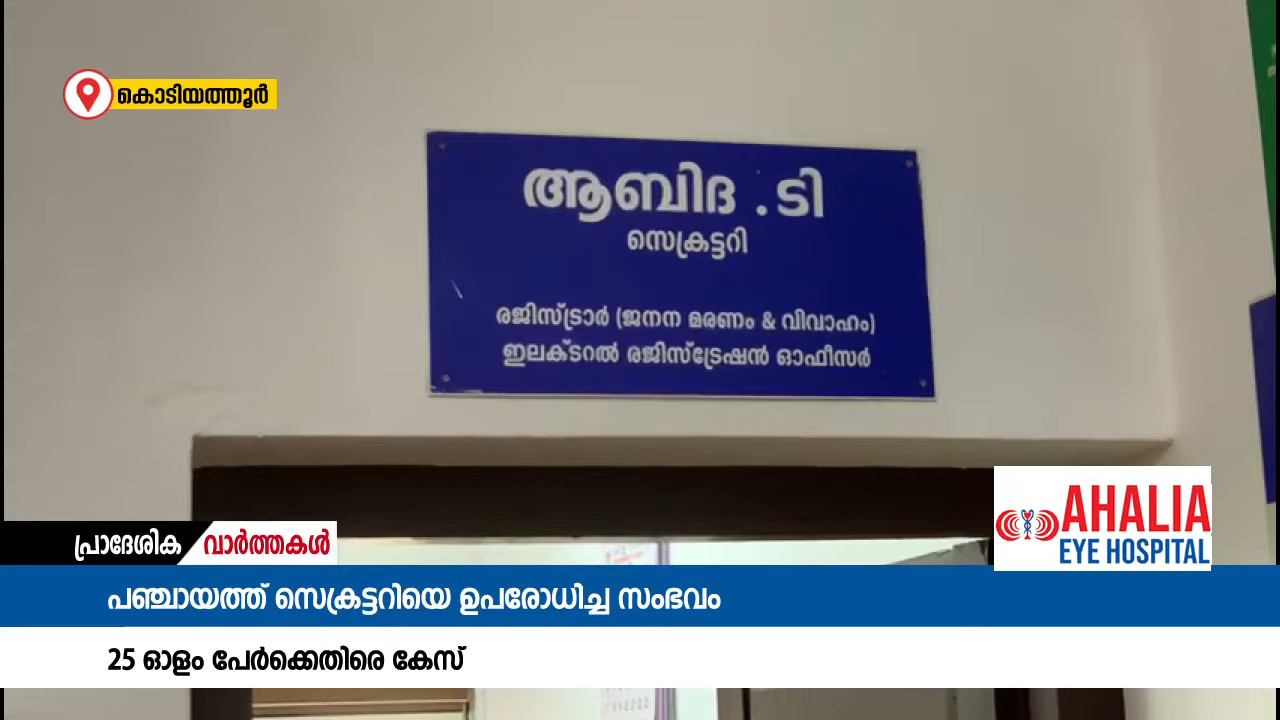 കൊടിയത്തൂർ
ആബിദ . ടി
സെക്രട്ടറി
രജിസ്ട്രാർ (ജനന മരണം & വിവാഹം)
ഇലക്ടറൽ രജിസ്ട്രേഷൻ ഓഫീസർ
AHALIA
EYE HOSPITAL
പ്രാദേശിക വാർത്തകൾ
പഞ്ചായത്ത് സെക്രട്ടറിയെ ഉപരോധിച്ച സംഭവം
25 ഓളം പേർക്കെതിരെ കേസ്